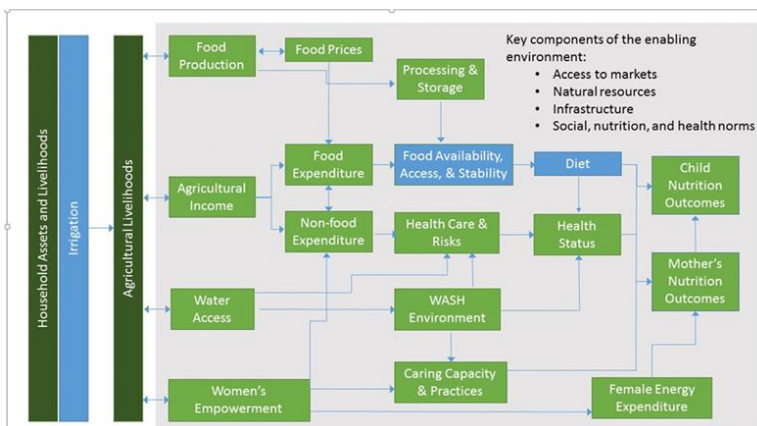 Household Assets and Livelihoods
Irrigation
Agricultural Livelihoods
Food
Production
Food Prices
Processing &
Storage
Key components of the enabling
environment:
• Access to markets
• Natural resources
• Infrastructure
• Social, nutrition, and health norms
Agricultural
Income
Food
Expenditure
Food Availability,
Access, & Stability
Diet
Child
Nutrition
Outcomes
Non-food
Expenditure
Health Care &
Risks
Health
Status
Mother's
Nutrition
Outcomes
Water
Access
WASH
Environment
Women's
Empowerment
Caring Capacity
& Practices
Female Energy
Expenditure